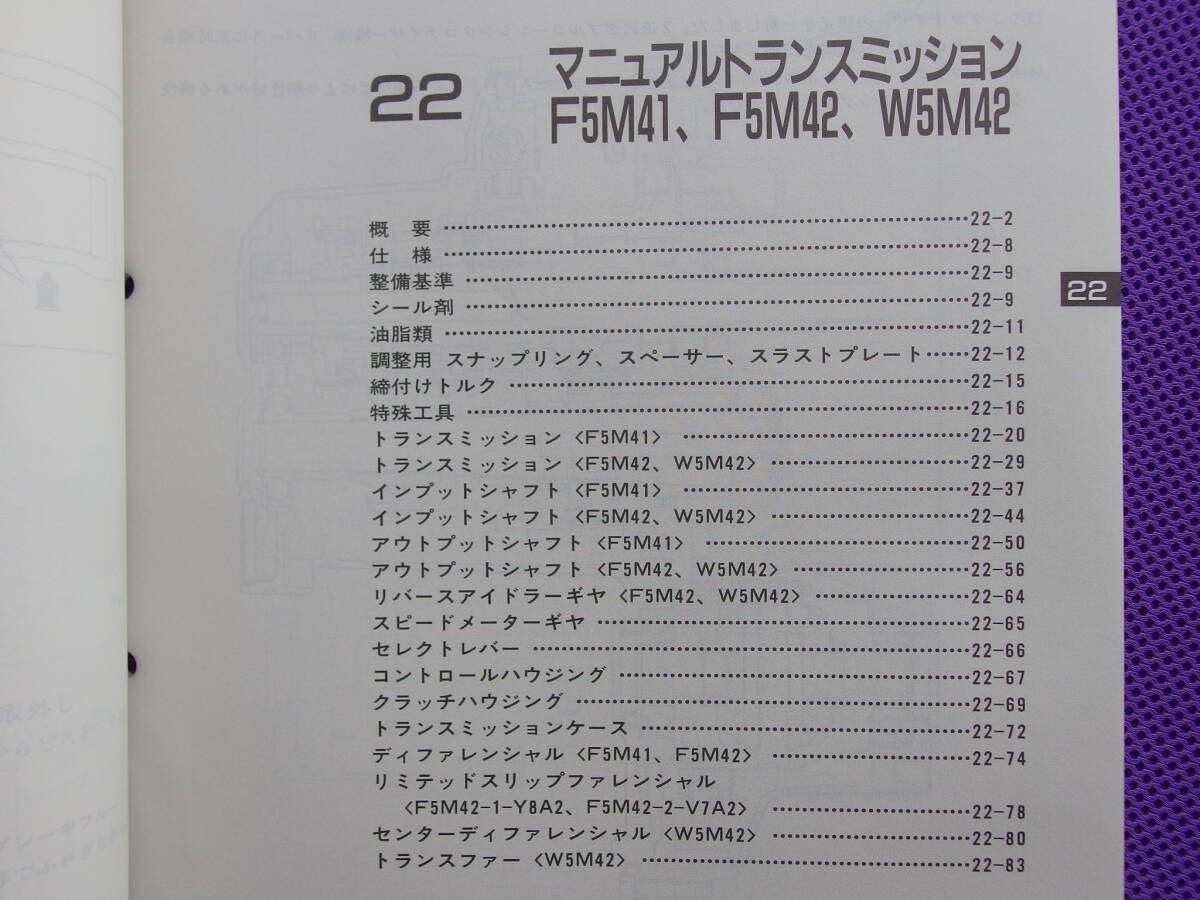 22
マニュアルトランスミッション
F5M41、F5M42、W5M42
概 要 22-2
仕 様 22-8
整備基準 22-9
シール剤 22-9
油脂類 22-11
調整用 スナップリング、スペーサー、スラストプレート 22-12
締付けトルク 22-15
特殊工具 22-16
トランスミッション〈F5M41〉 22-20
トランスミッション〈F5M42、W5M42〉 22-29
インプットシャフト〈F5M41〉 22-37
インプットシャフト〈F5M42、W5M42〉 22-44
アウトプットシャフト〈F5M41〉 22-50
アウトプットシャフト〈F5M42、W5M42〉 22-56
リバースアイドラーギヤ〈F5M42、W5M42〉 22-64
スピードメーターギヤ 22-65
セレクトレバー 22-66
コントロールハウジング 22-67
クラッチハウジング 22-69
トランスミッションケース 22-72
ディファレンシャル〈F5M41、F5M42〉 22-74
リミテッドスリップファレンシャル
〈F5M42-1-Y8A2、F5M42-2-V7A2〉 22-78
センターディファレンシャル〈W5M42〉 22-80
トランスファー〈W5M42〉 22-83
22
取外し